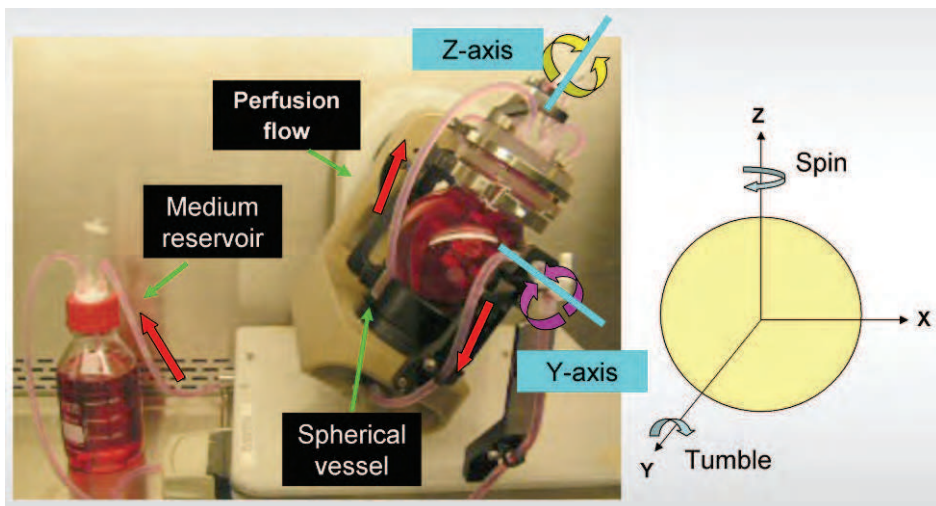 Z-axis
Perfusion
flow
Medium
reservoir
Y-axis
Spherical
vessel
Z
Spin
X
Y
Tumble